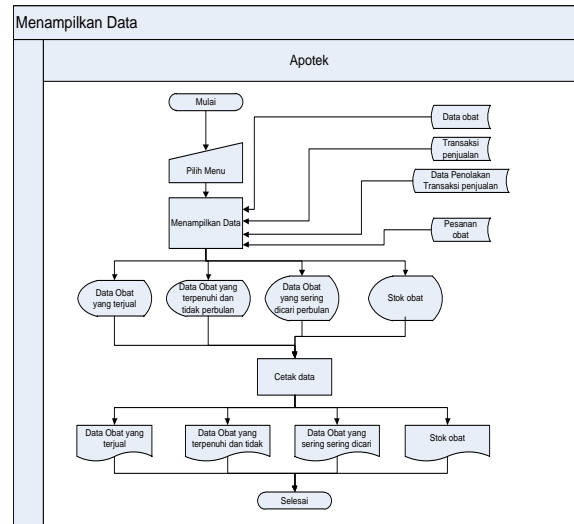 Menampilkan Data
Apotek
Mulai
Data obat
Transaksi
penjualan
Pilih Menu
Data Penolakan
Transaksi penjualan
Menampilkan Data
Pesanan
obat
Data Obat
yang terjual
Data Obat yang
terpenuhi dan
tidak perbulan
Data Obat
yang sering
dicari perbulan
Stok obat
Cetak data
Data Obat yang
terjual
Data Obat yang
terpenuhi dan tidak
Data Obat yang
sering sering dicari
Stok obat
Selesai